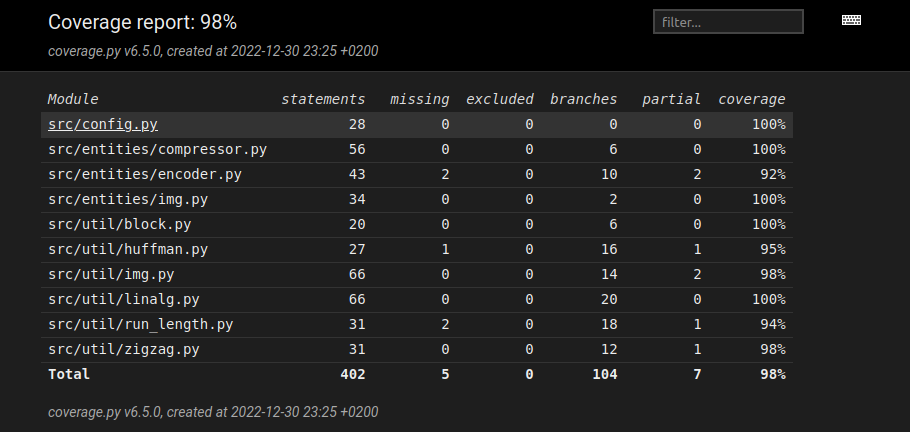 Coverage report: 98%
filter...
coverage.py v6.5.0, created at 2022-12-30 23:25 +0200
Module statements missing excluded branches partial coverage
src/config.py 28 0 0 0 0 100%
src/entities/compressor.py 56 0 0 6 0 100%
src/entities/encoder.py 43 2 0 10 2 92%
src/entities/img.py 34 0 0 2 0 100%
src/util/block.py 20 0 0 6 0 100%
src/util/huffman.py 27 1 0 16 1 95%
src/util/img.py 66 0 0 14 2 98%
src/util/linalg.py 66 0 0 20 0 100%
src/util/run_length.py 31 2 0 18 1 94%
src/util/zigzag.py 31 0 0 12 1 98%
Total 402 5 0 104 7 98%
coverage.py v6.5.0, created at 2022-12-30 23:25 +0200